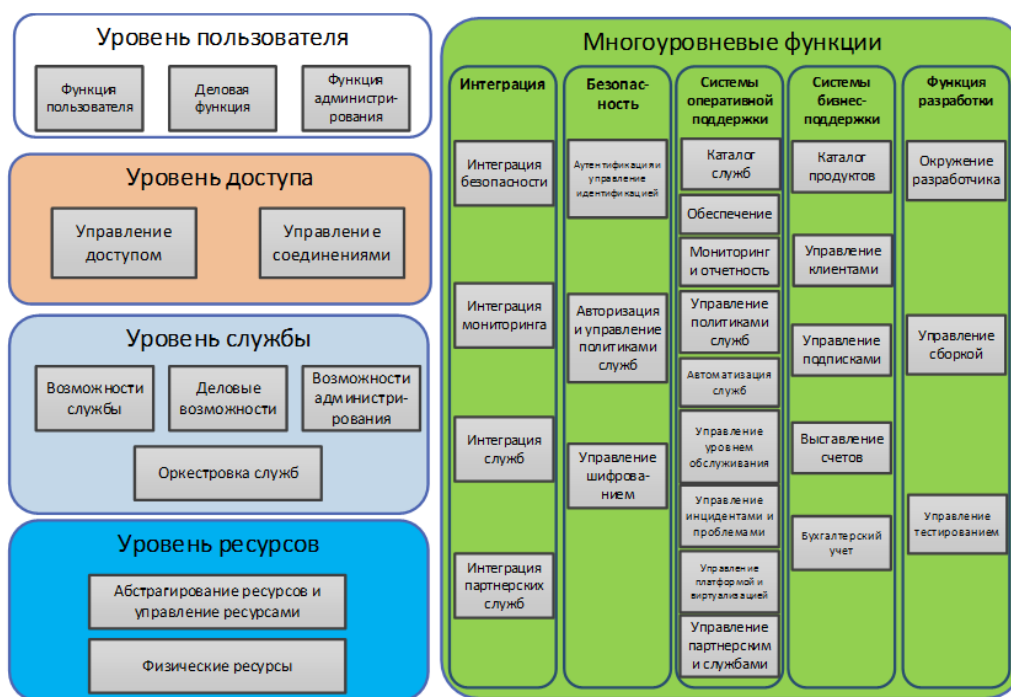 Уровень пользователя
Функция
пользователя
Деловая
функция
Функция
администри-
рования
Уровень доступа
Управление
доступом
Управление
соединениями
Уровень службы
Возможности
службы
Деловые
возможности
Возможности
администри-
рования
Оркестровка служб
Уровень ресурсов
Абстрагирование ресурсов и
управление ресурсами
Физические ресурсы
Многоуровневые функции
Интеграция
Интеграция
безопасности
Интеграция
мониторинга
Интеграция
служб
Интеграция
партнерских
служб
Безопас-
ность
Аутентификация и
управление
идентификацией
Авторизация
и управление
политиками
служб
Управление
шифрова-
нием
Системы
оперативной
поддержки
Каталог
служб
Обеспечение
Мониторинг
и отчетность
Управление
политиками
служб
Автоматизация
служб
Управление
уровнем
обслуживания
Управление
инцидентами и
проблемами
Управление
платформой и
виртуализацией
Управление
партнерским
и службами
Системы
бизнес-
поддержки
Каталог
продуктов
Управление
клиентами
Управление
подписками
Выставление
счетов
Бухгалтерский
учет
Функция
разработки
Окружение
разработчика
Управление
сборкой
Управление
тестированием